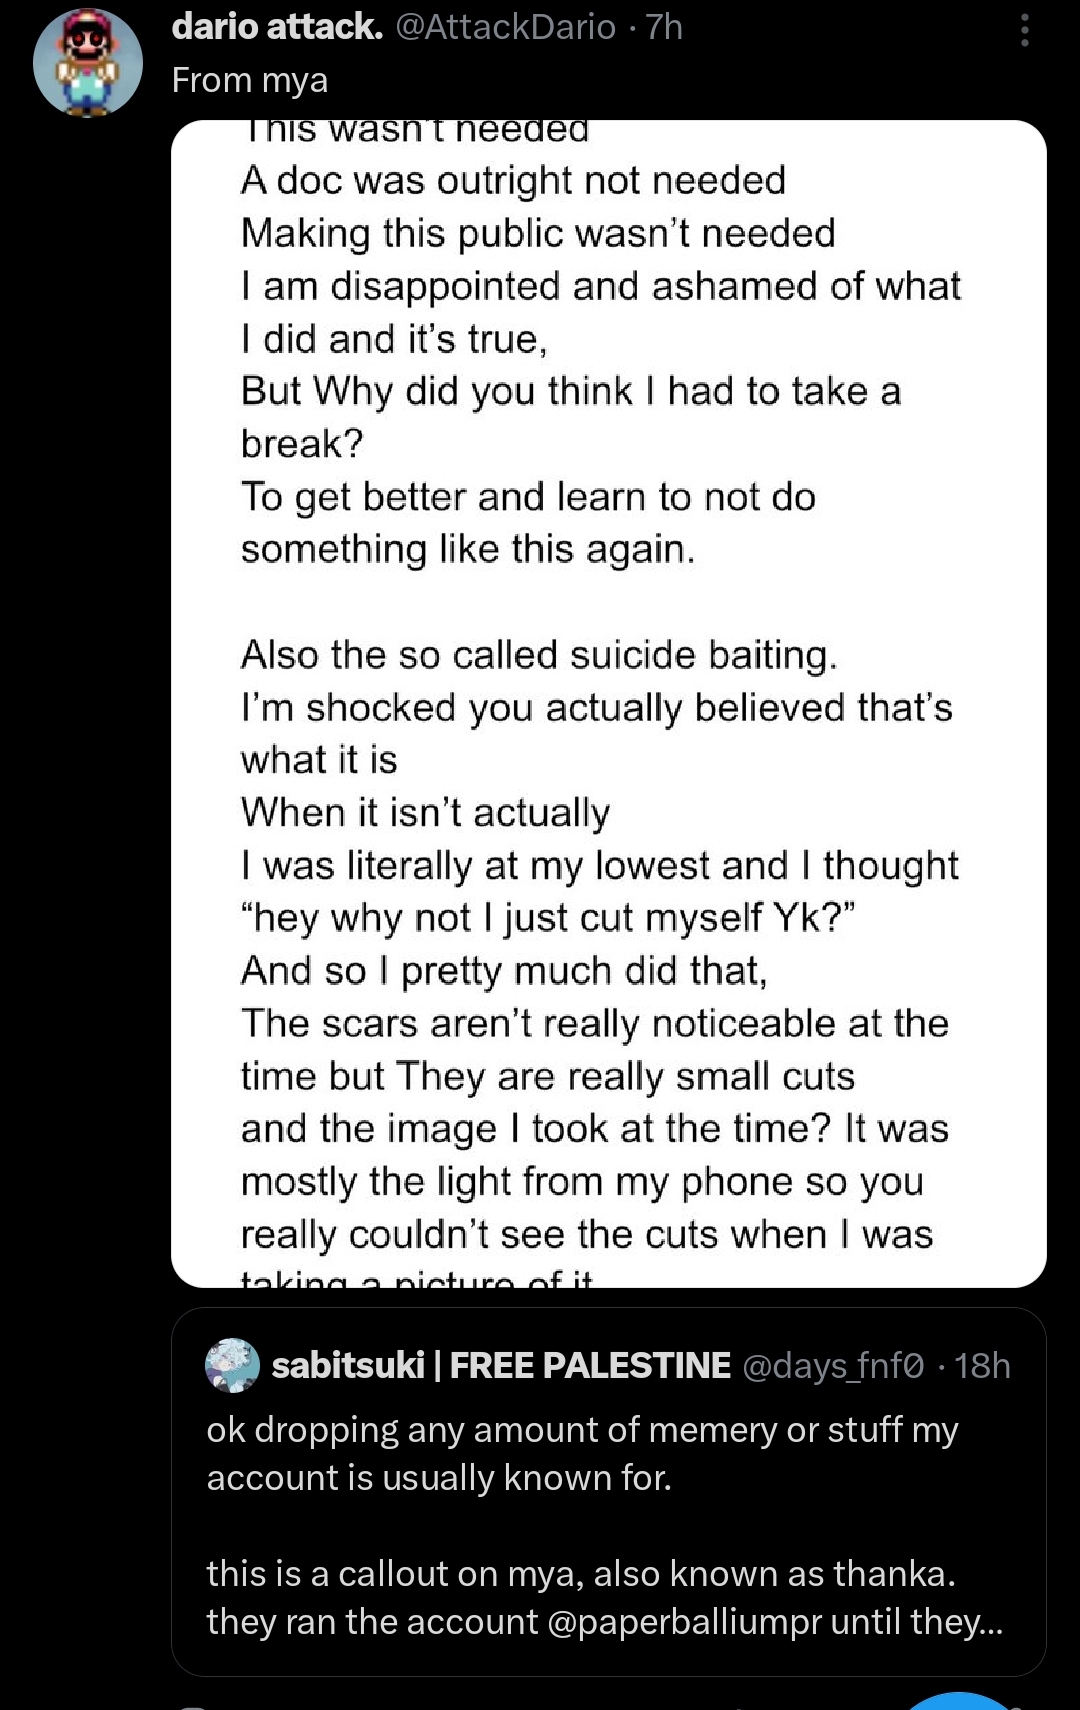 dario attack. @AttackDario · 7h
From mya
This wasn't needed
A doc was outright not needed
Making this public wasn't needed
I am disappointed and ashamed of what
I did and it's true,
But Why did you think I had to take a
break?
To get better and learn to not do
something like this again.
Also the so called suicide baiting.
I'm shocked you actually believed that's
what it is
When it isn't actually
I was literally at my lowest and I thought
“hey why not I just cut myself Yk?”
And so I pretty much did that,
The scars aren't really noticeable at the
time but They are really small cuts
and the image I took at the time? It was
mostly the light from my phone so you
really couldn't see the cuts when I was
taking a picture of it
sabitsuki | FREE PALESTINE @days_fnf0 · 18h
ok dropping any amount of memery or stuff my
account is usually known for.
this is a callout on mya, also known as thanka.
they ran the account @paperballiumpr until they...